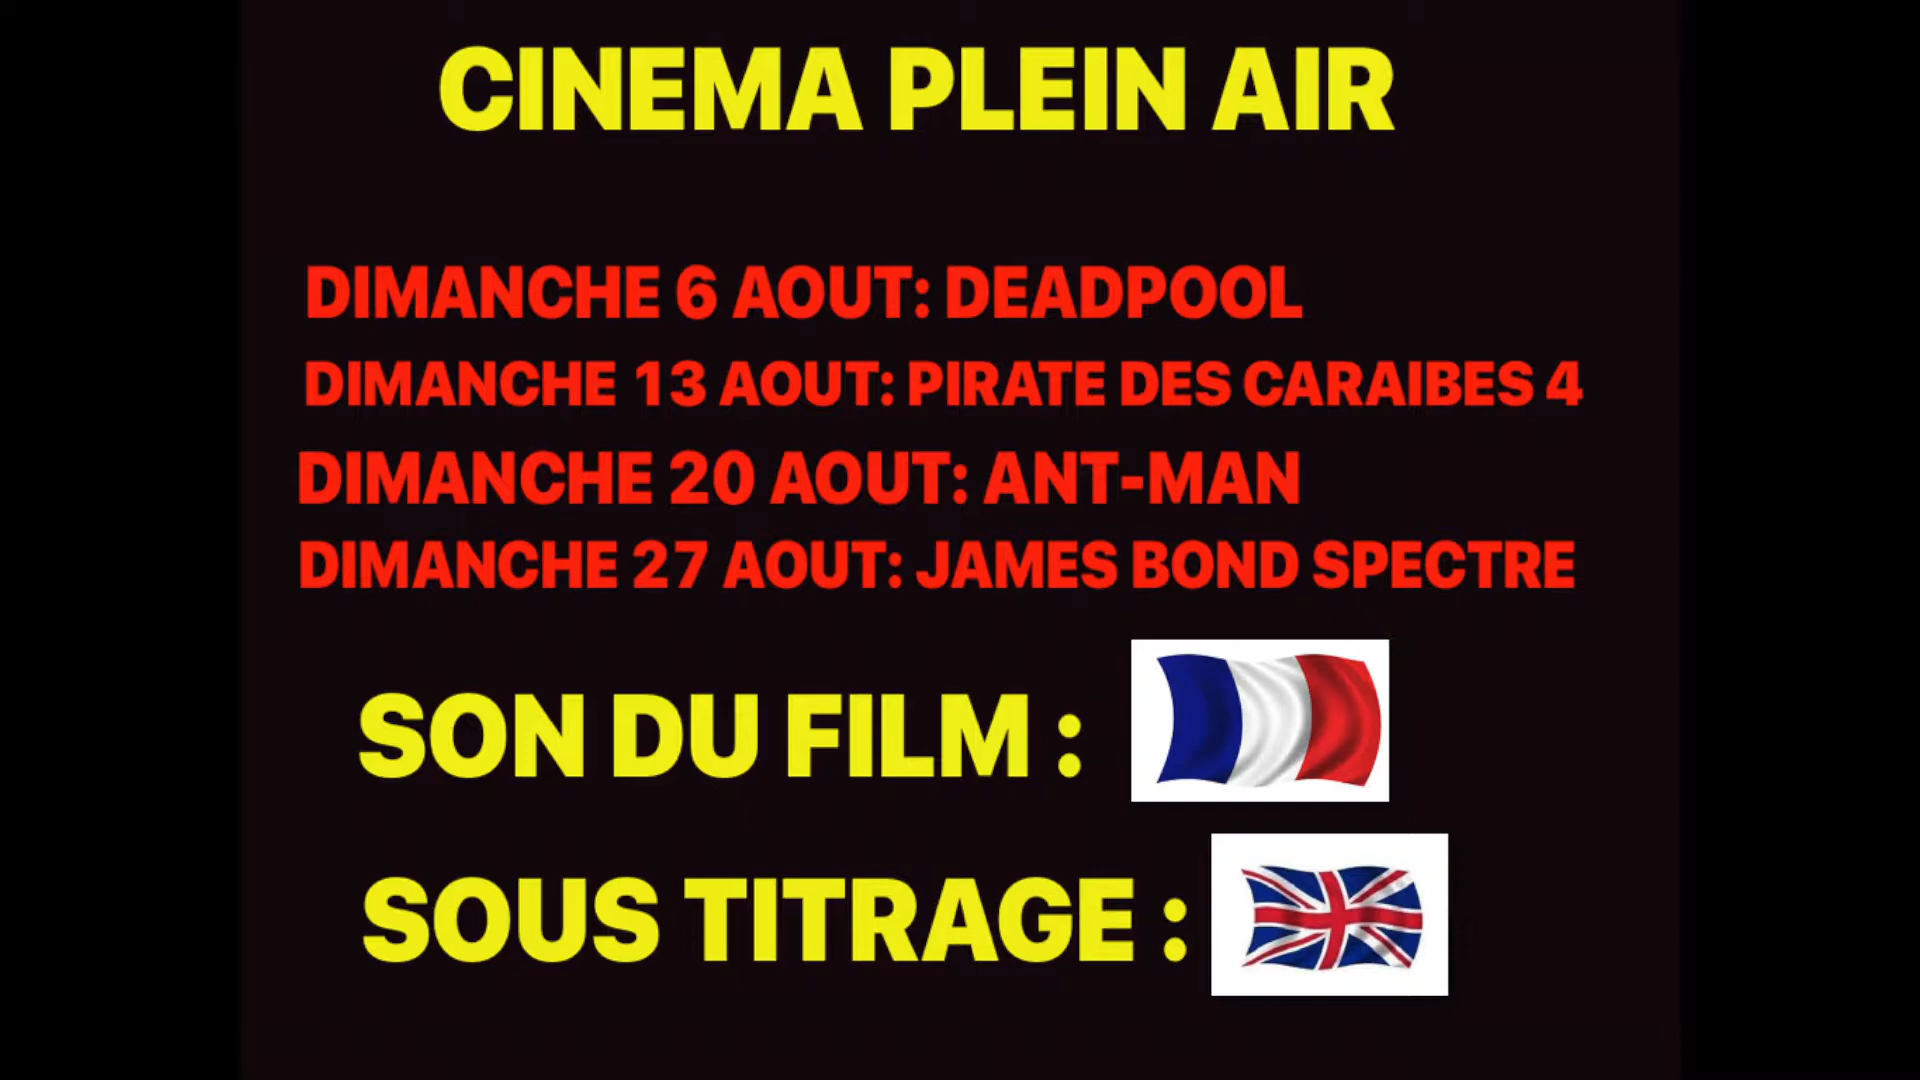 CINEMA PLEIN AIR
DIMANCHE 6 AOUT: DEADPOOL
DIMANCHE 13 AOUT: PIRATE DES CARAIBES 4
DIMANCHE 20 AOUT: ANT-MAN
DIMANCHE 27 AOUT: JAMES BOND SPECTRE
SON DU FILM :
SOUS TITRAGE :